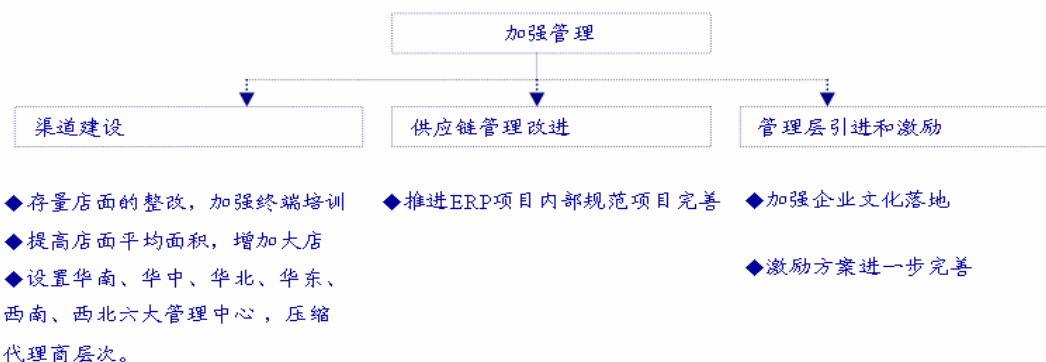 加强管理
渠道建设
供应链管理改进
管理层引进和激励
◆存量店面的整改，加强终端培训
◆提高店面平均面积，增加大店
◆设置华南、华中、华北、华东、
西南、西北六大管理中心，压缩
代理商层次。
◆推进ERP项目内部规范项目完善
◆加强企业文化落地
◆激励方案进一步完善